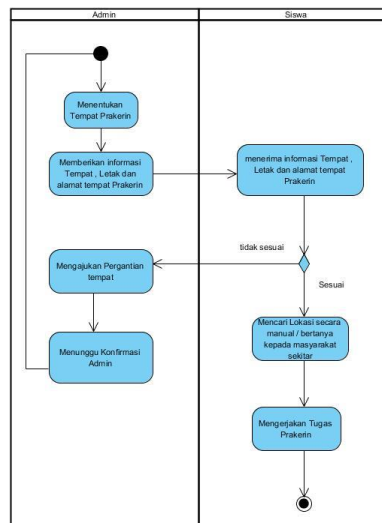 Admin
Siswa
Menentukan
Tempat Prakerin
Memberikan informasi
Tempat , Letak dan
alamat tempat Prakerin
menerima informasi Tempat ,
Letak dan alamat tempat
Prakerin
tidak sesuai
Mengajukan Pergantian
tempat
Sesuai
Menunggu Konfirmasi
Admin
Mencari Lokasi secara
manual / bertanya
kepada masyarakat
sekitar
Mengerjakan Tugas
Prakerin